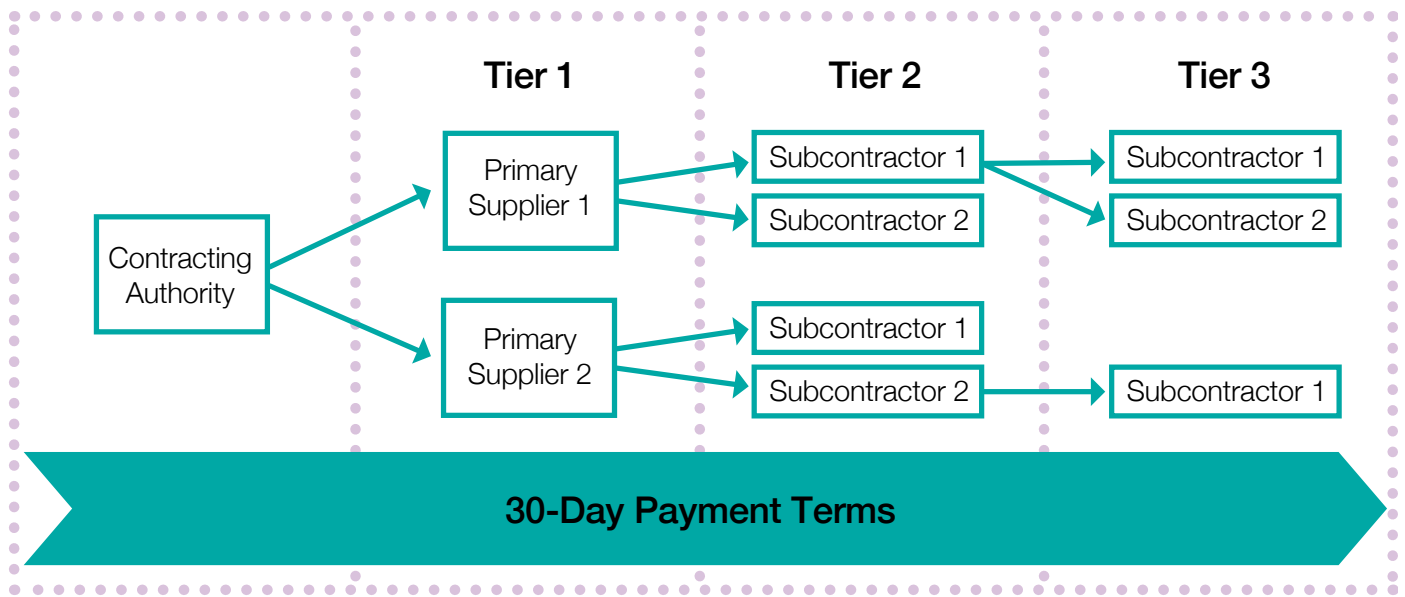 Tier 1
Tier 2
Tier 3
Contracting
Authority
Primary
Supplier 1
Subcontractor 1
Subcontractor 2
Subcontractor 1
Subcontractor 2
Primary
Supplier 2
Subcontractor 1
Subcontractor 2
Subcontractor 1
30-Day Payment Terms